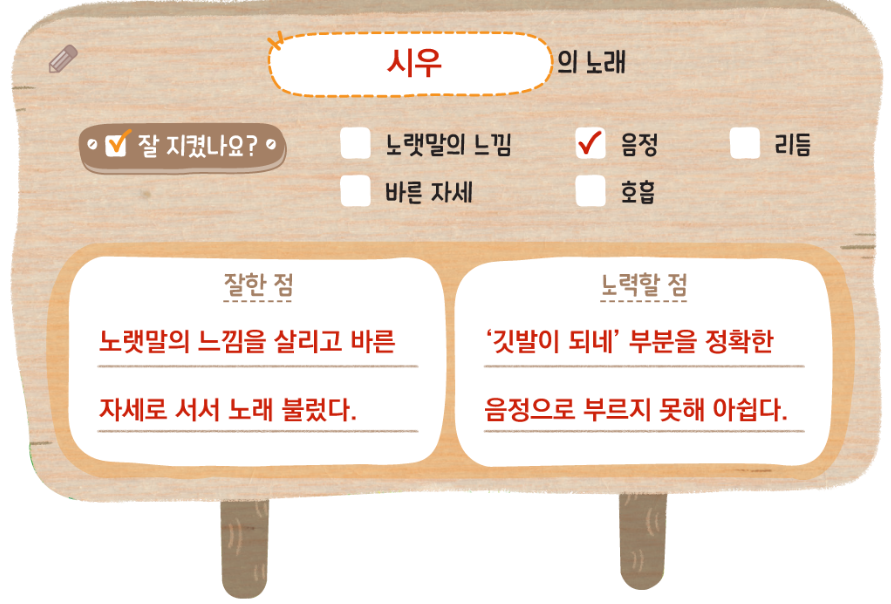 시우의 노래
잘 지켰나요? 노랫말의 느낌 음정 리듬
바른 자세 호흡
잘한 점
노랫말의 느낌을 살리고 바른
자세로 서서 노래 불렀다.
노력할 점
‘깃발이 되네’ 부분을 정확한
음정으로 부르지 못해 아쉽다.